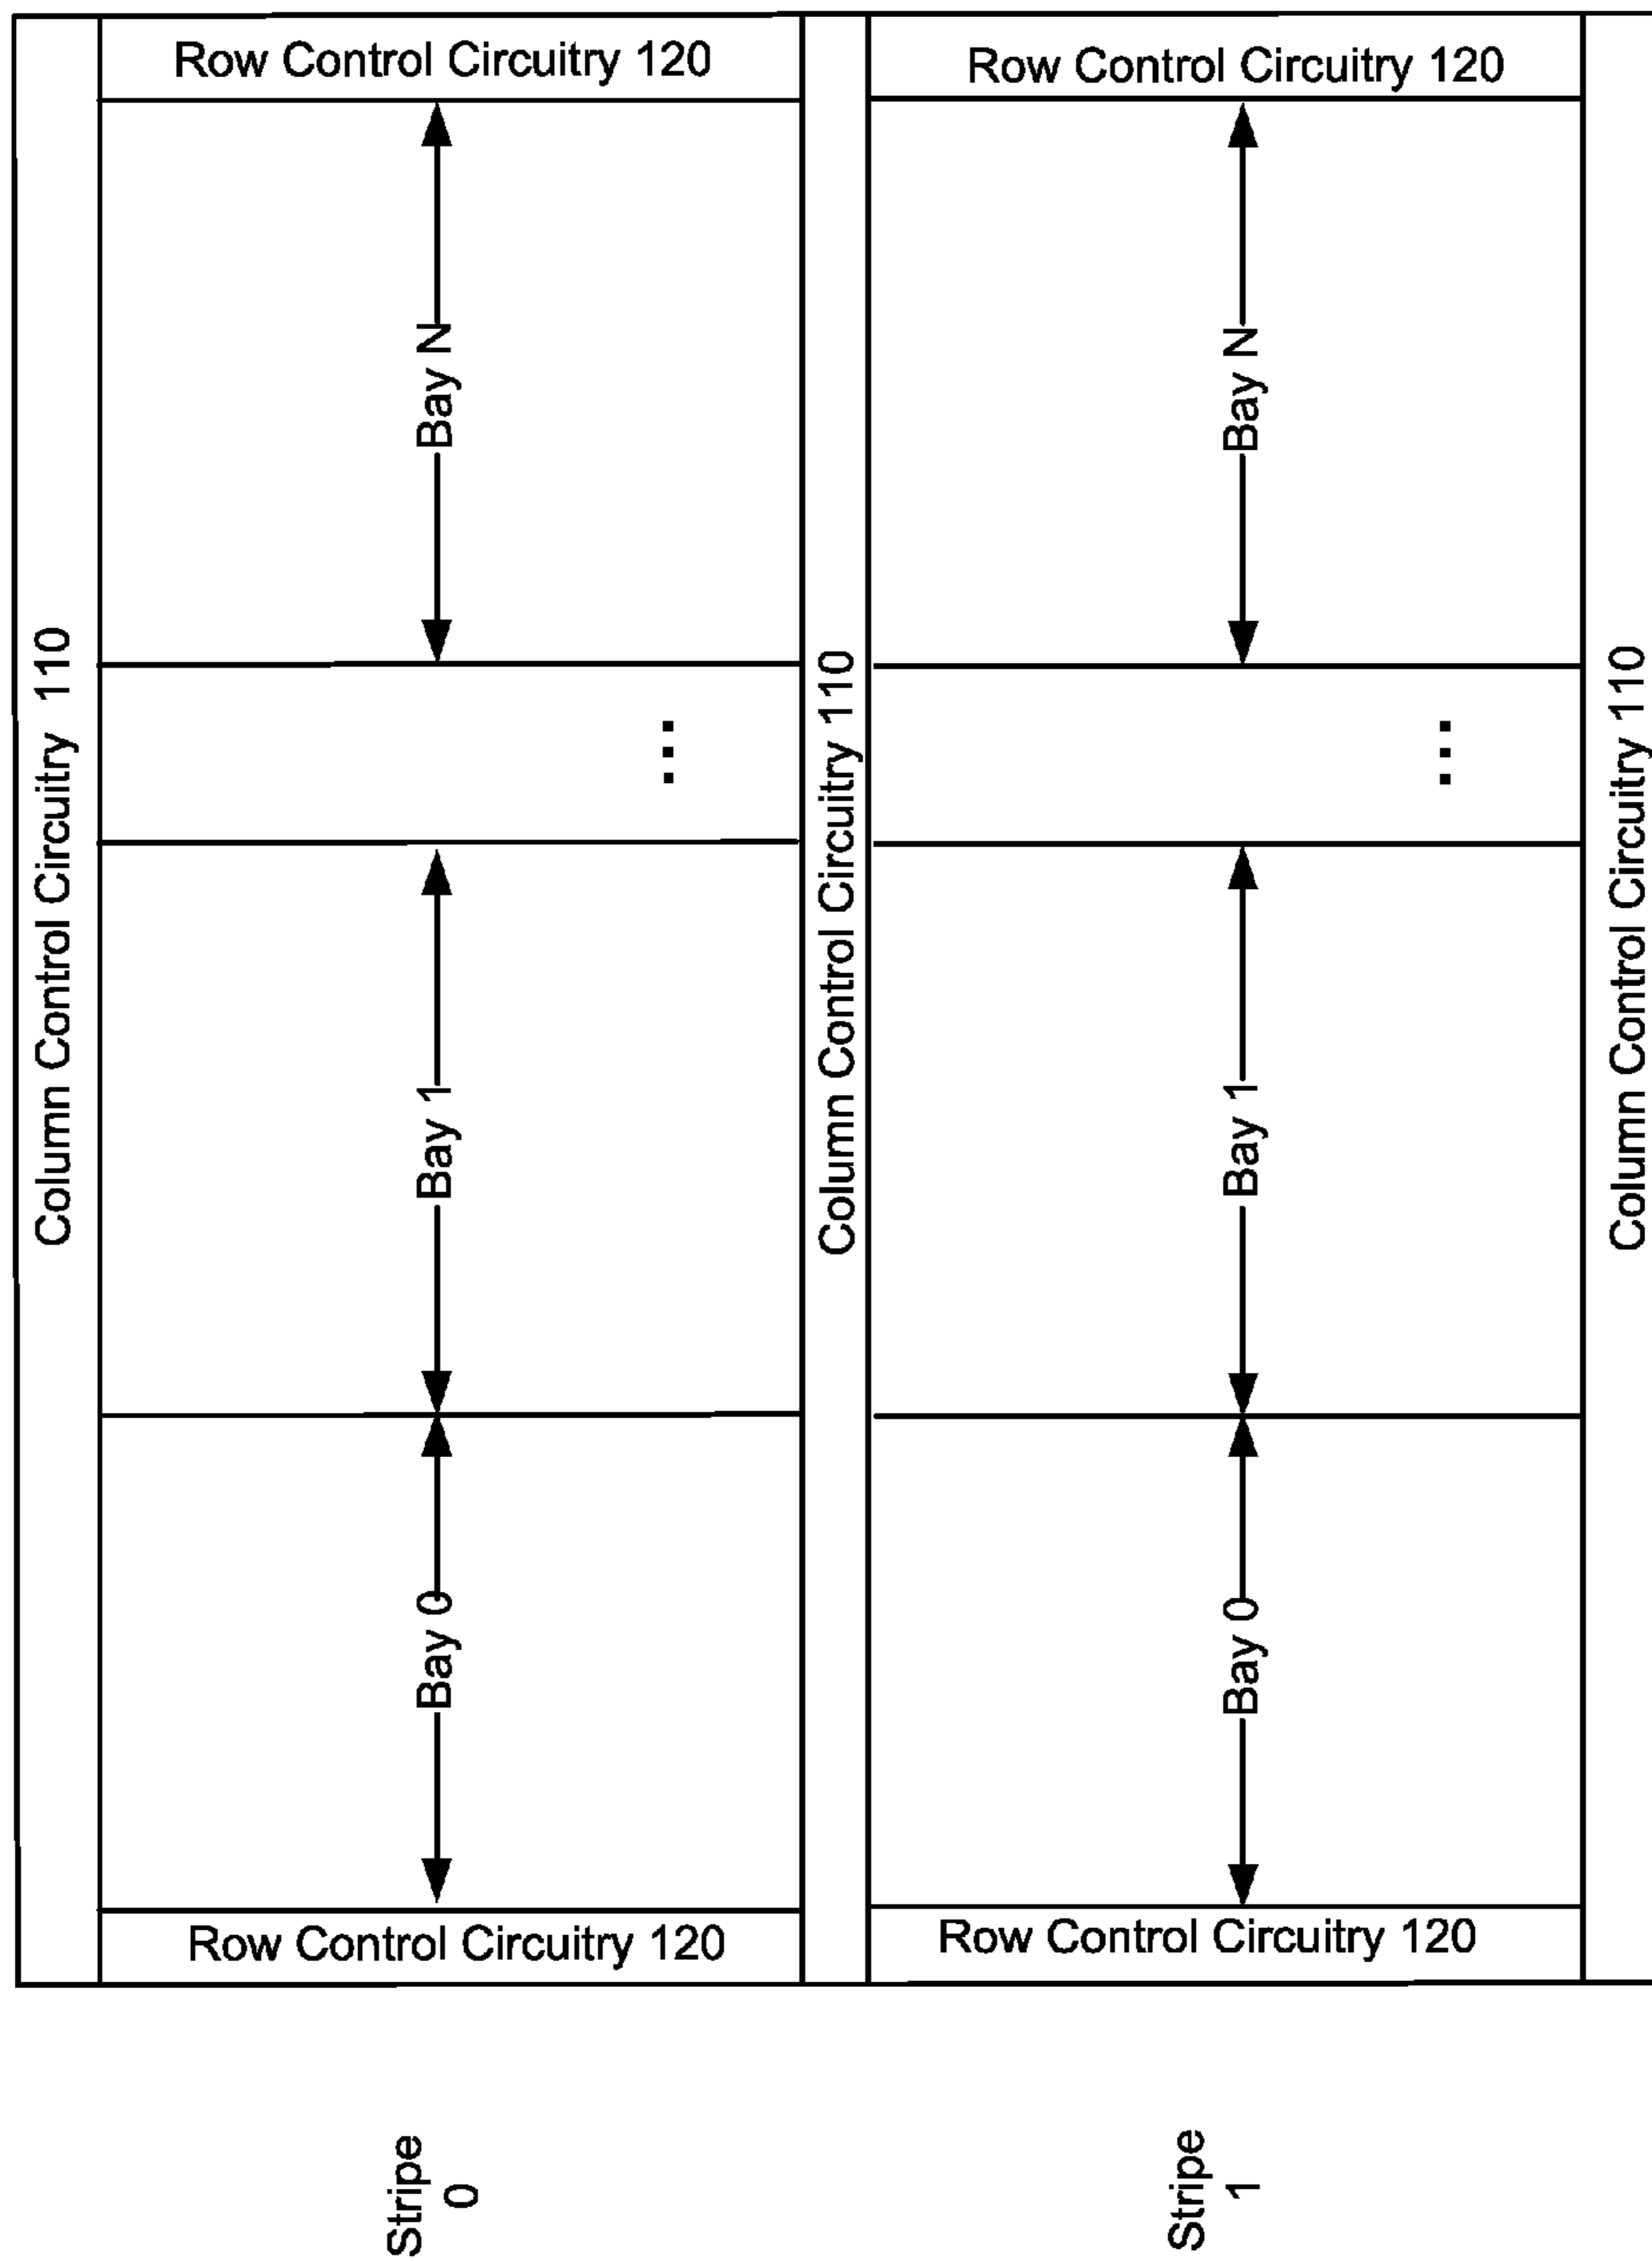 Column Control Circuitry 110
Row Control Circuitry 120
Bay 0
Bay 1
...
Bay N
Row Control Circuitry 120
Stripe
0
Column Control Circuitry 110
Row Control Circuitry 120
Bay 0
Bay 1
...
Bay N
Row Control Circuitry 120
Stripe
1
Column Control Circuitry 110